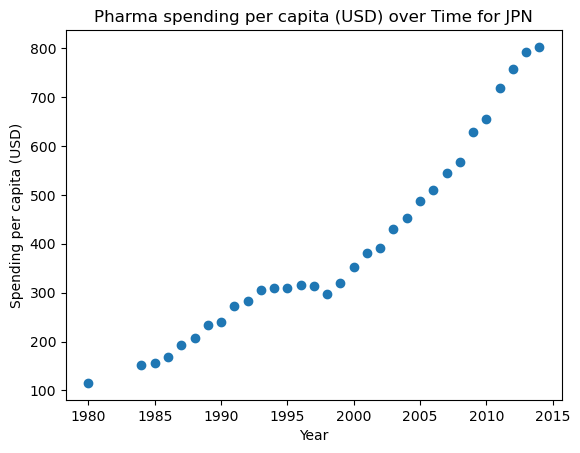 Pharma spending per capita (USD) over Time for JPN
Spending per capita (USD)
800
700
600
500
400
300
200
100
1980 1985 1990 1995 2000 2005 2010 2015
Year